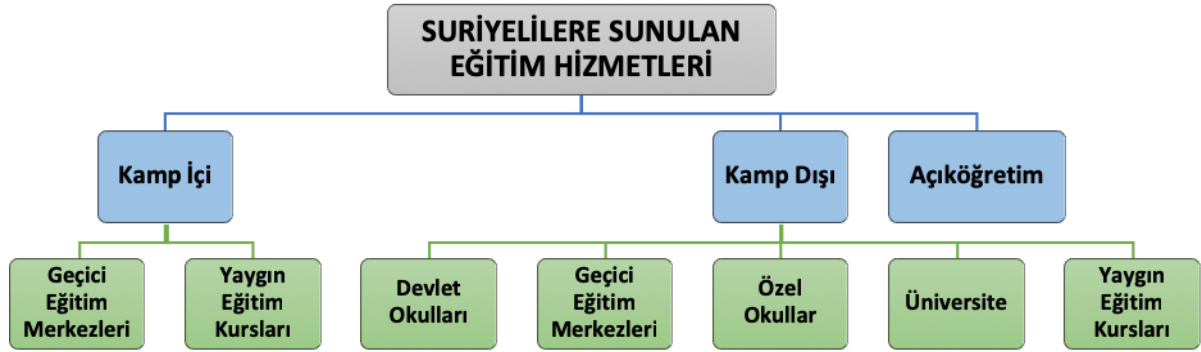 SURİYELİLERE SUNULAN
EĞİTİM HİZMETLERİ
Kamp İçi
Kamp Dışı
Açıköğretim
Geçici
Eğitim
Merkezleri
Yaygın
Eğitim
Kursları
Devlet
Okulları
Geçici
Eğitim
Merkezleri
Özel
Okullar
Üniversite
Yaygın
Eğitim
Kursları